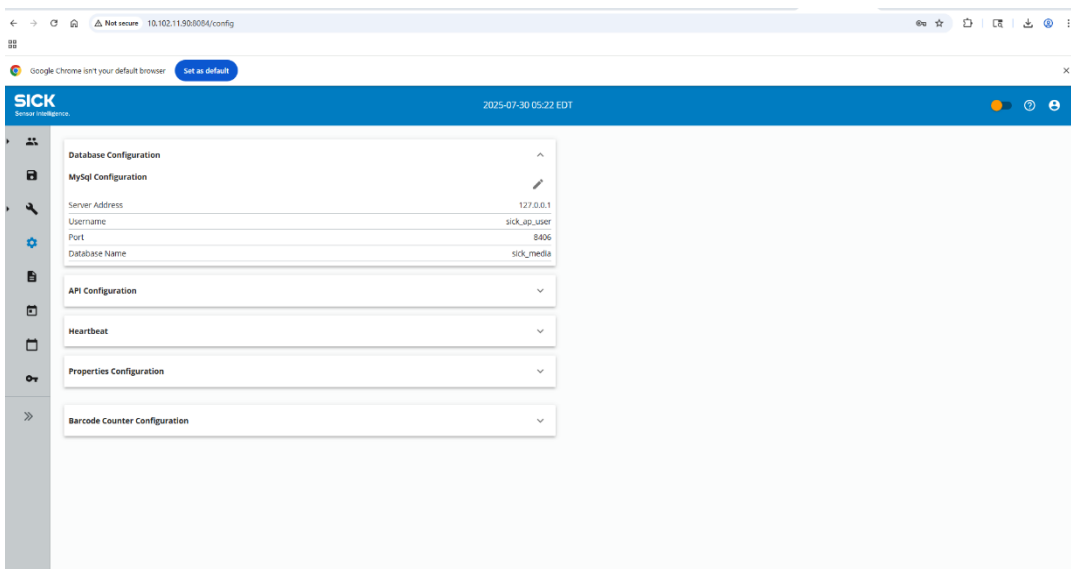 Not secure 10.102.11.90:8084/config
Google Chrome isn't your default browser Set as default
SICK
Sensor Intelligence.
2025-07-30 05:22 EDT
Database Configuration
MySql Configuration
Server Address 127.0.0.1
Username sick_ap_user
Port 8406
Database Name sick_media
API Configuration
Heartbeat
Properties Configuration
Barcode Counter Configuration